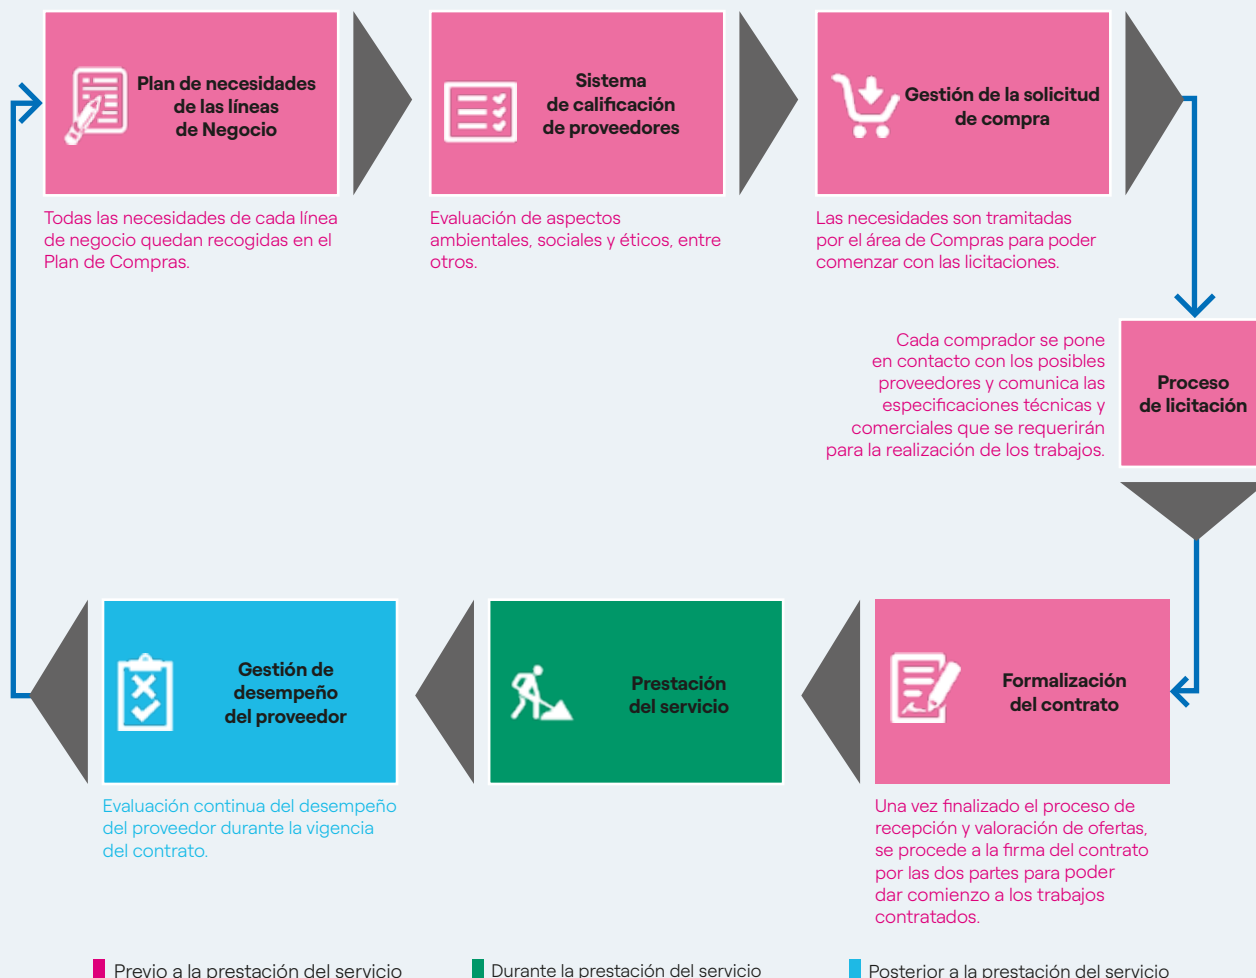 Plan de necesidades
de las líneas
de Negocio
Todas las necesidades de cada línea
de negocio quedan recogidas en el
Plan de Compras.
Sistema
de calificación
de proveedores
Evaluación de aspectos
ambientales, sociales y éticos, entre
otros.
Gestión de la solicitud
de compra
Las necesidades son tramitadas
por el área de Compras para poder
comenzar con las licitaciones.
Cada comprador se pone
en contacto con los posibles
proveedores y comunica las
especificaciones técnicas y
comerciales que se requerirán
para la realización de los trabajos.
Proceso
de licitación
Formalización
del contrato
Una vez finalizado el proceso de
recepción y valoración de ofertas,
se procede a la firma del contrato
por las dos partes para poder
dar comienzo a los trabajos
contratados.
Prestación
del servicio
Gestión de
desempeño
del proveedor
Evaluación continua del desempeño
del proveedor durante la vigencia
del contrato.
Previo a la prestación del servicio
Durante la prestación del servicio
Posterior a la prestación del servicio